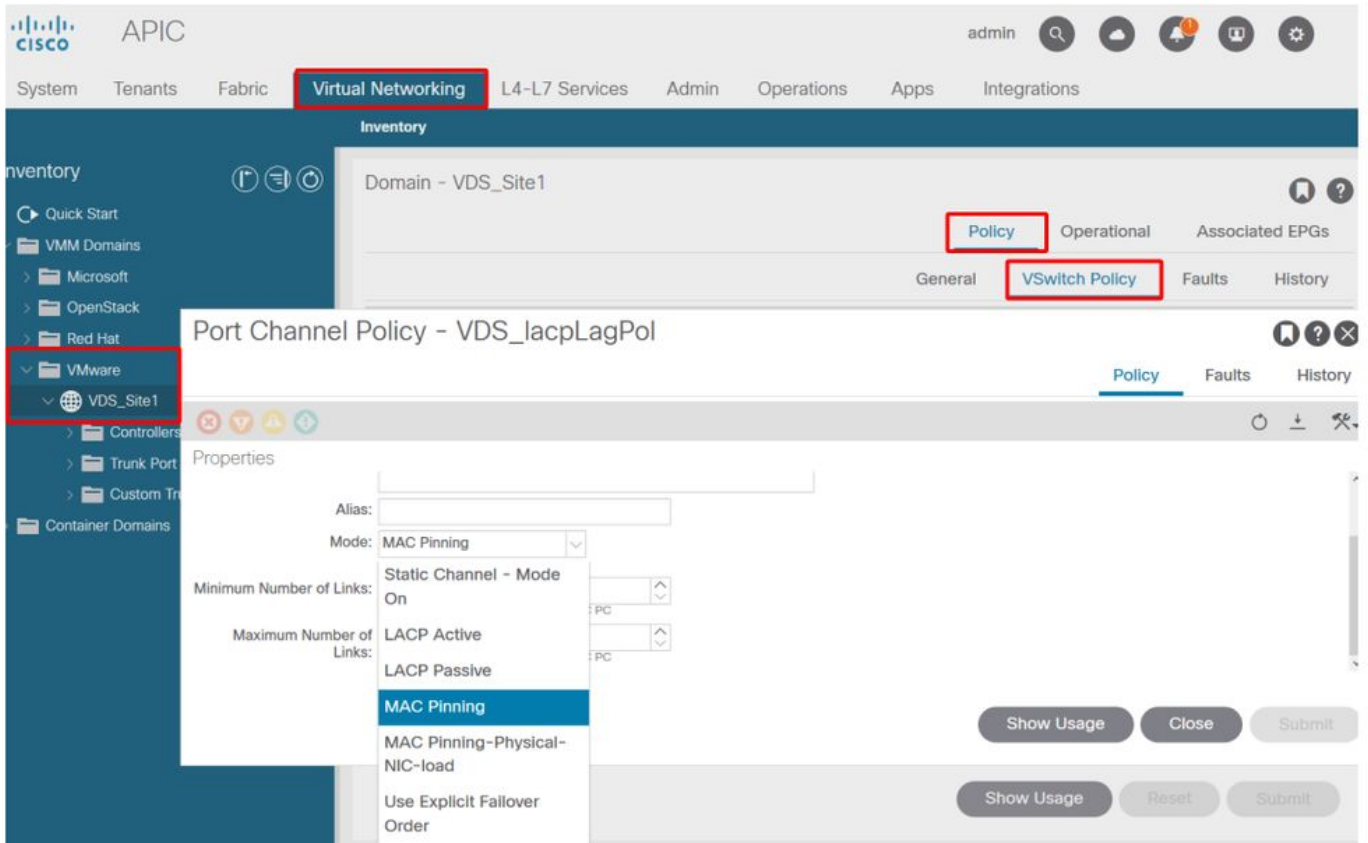 CISCO
APIC
admin
1
System Tenants Fabric Virtual Networking L4-L7 Services Admin Operations Apps Integrations
Inventory
nventory
Quick Start
VMM Domains
Microsoft
OpenStack
Red Hat
VMware
VDS_Site1
Controllers
Trunk Port
Custom Tr
Container Domains
Domain - VDS_Site1
Policy Operational Associated EPGs
General VSwitch Policy Faults History
Port Channel Policy - VDS_lacpLagPol
Policy Faults History
Properties
Alias:
Mode: MAC Pinning
Minimum Number of Links:
PC
Maximum Number of
Links:
PC
Static Channel - Mode
On
LACP Active
LACP Passive
MAC Pinning
MAC Pinning-Physical-
NIC-load
Use Explicit Failover
Order
Show Usage Close Submit
Show Usage Reset Submit